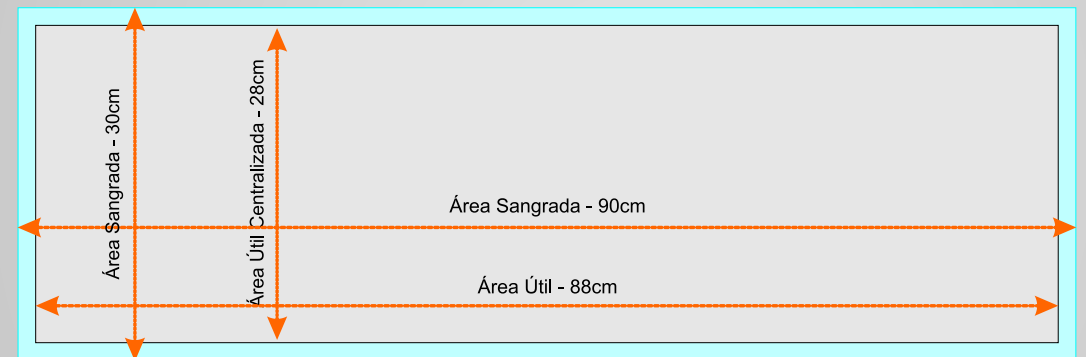 Área Sangrada - 30cm
Área Útil Centralizada - 28cm
Área Sangrada - 90cm
Área Útil - 88cm